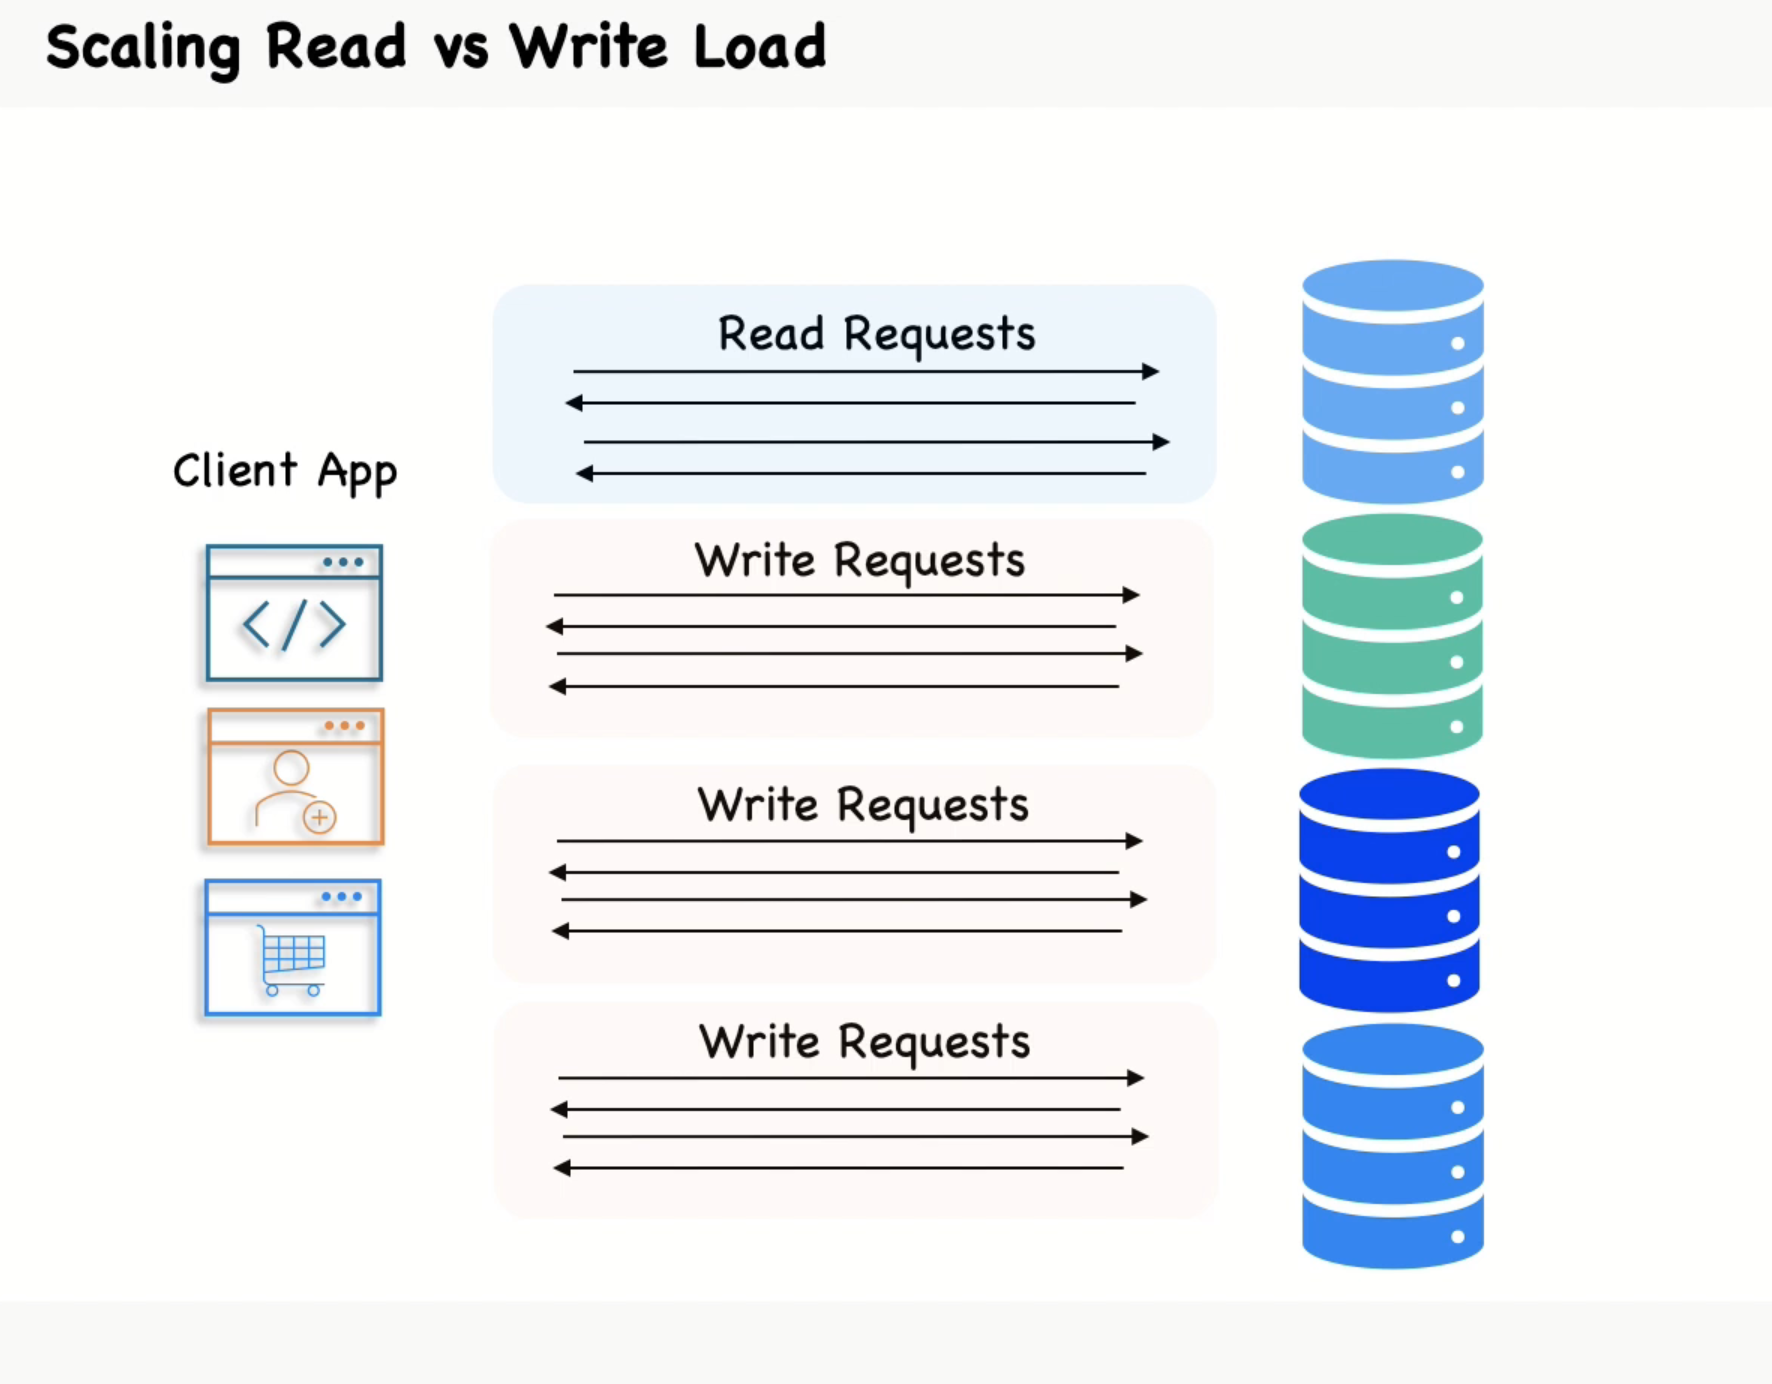 Scaling Read vs Write Load
Read Requests
Client App
Write Requests
</>
Write Requests
Write Requests